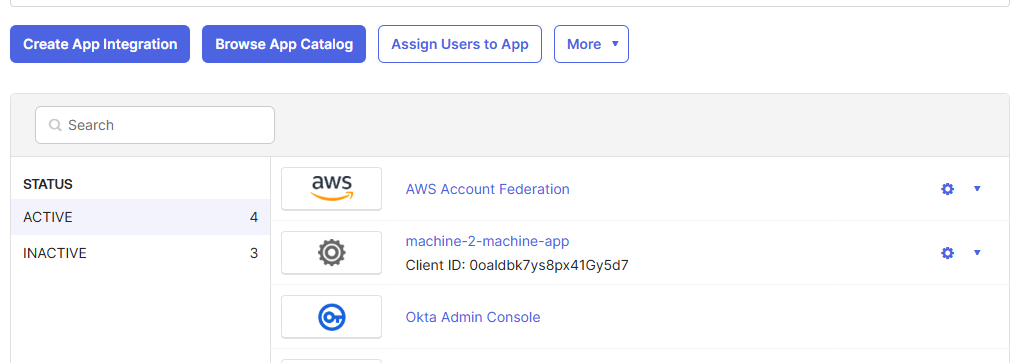 Create App Integration
Browse App Catalog
Assign Users to App
More
Search
STATUS
ACTIVE 4
INACTIVE 3
aws
AWS Account Federation
machine-2-machine-app
Client ID: 0oaldbk7ys8px41Gy5d7
Okta Admin Console